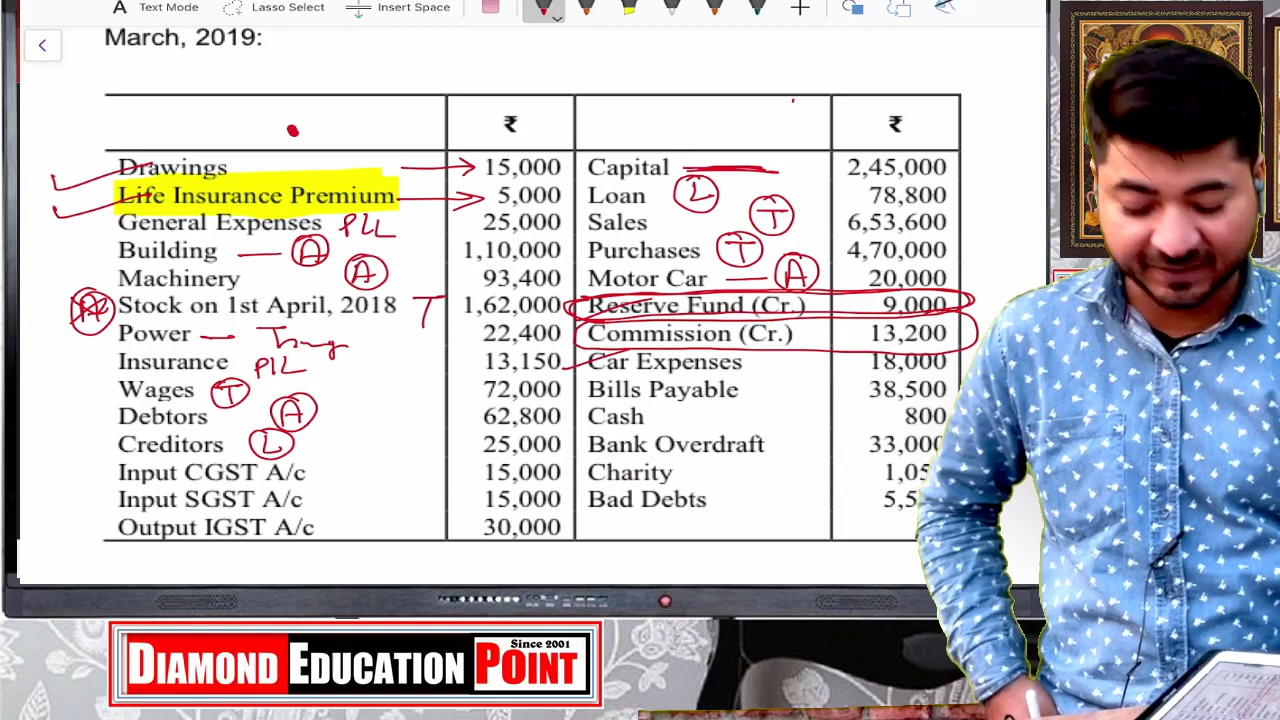 Text Mode Lasso Select Insert Space
March, 2019:
₹ ₹
Drawings 15,000 Capital 2,45,000
Life Insurance Premium 5,000 Loan L 78,800
General Expenses P/L 25,000 Sales T 6,53,600
Building A 1,10,000 Purchases T 4,70,000
Machinery A 93,400 Motor Car A 20,000
Stock on 1st April, 2018 T 1,62,000 Reserve Fund (Cr.) 9,000
Power 22,400 Commission (Cr.) 13,200
Insurance P/L 13,150 Car Expenses 18,000
Wages T 72,000 Bills Payable 38,500
Debtors A 62,800 Cash 800
Creditors L 25,000 Bank Overdraft 33,000
Input CGST A/c 15,000 Charity 1,05
Input SGST A/c 15,000 Bad Debts 5,5
Output IGST A/c 30,000
Since 2001
DIAMOND EDUCATION POINT